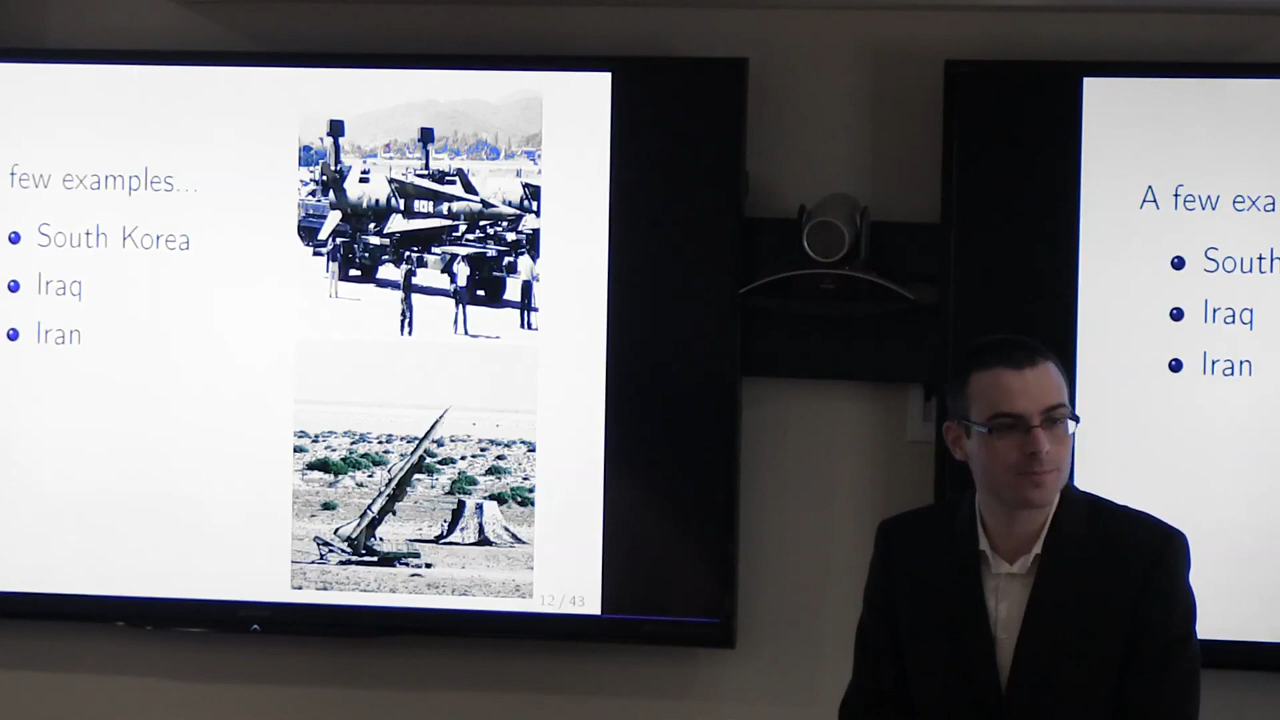 few examples...
South Korea
Iraq
Iran
12 / 43
A few exa
South
Iraq
Iran